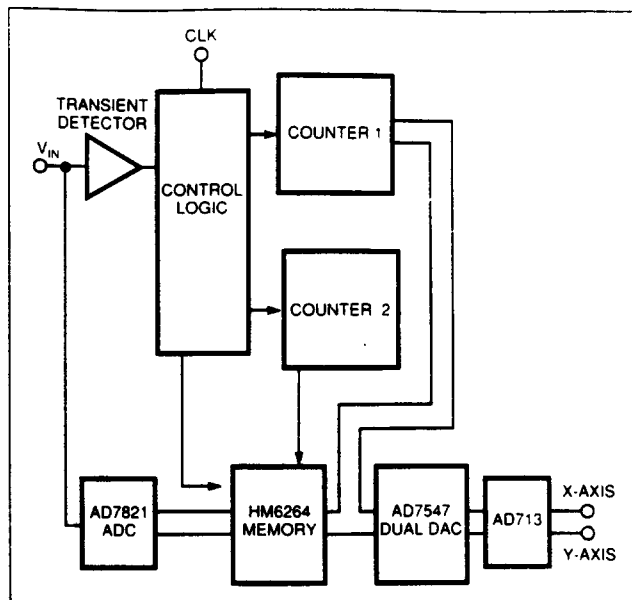 CLK
TRANSIENT
DETECTOR
VIN
CONTROL
LOGIC
COUNTER 1
COUNTER 2
AD7821
ADC
HM6264
MEMORY
AD7547
DUAL DAC
AD713
X-AXIS
Y-AXIS